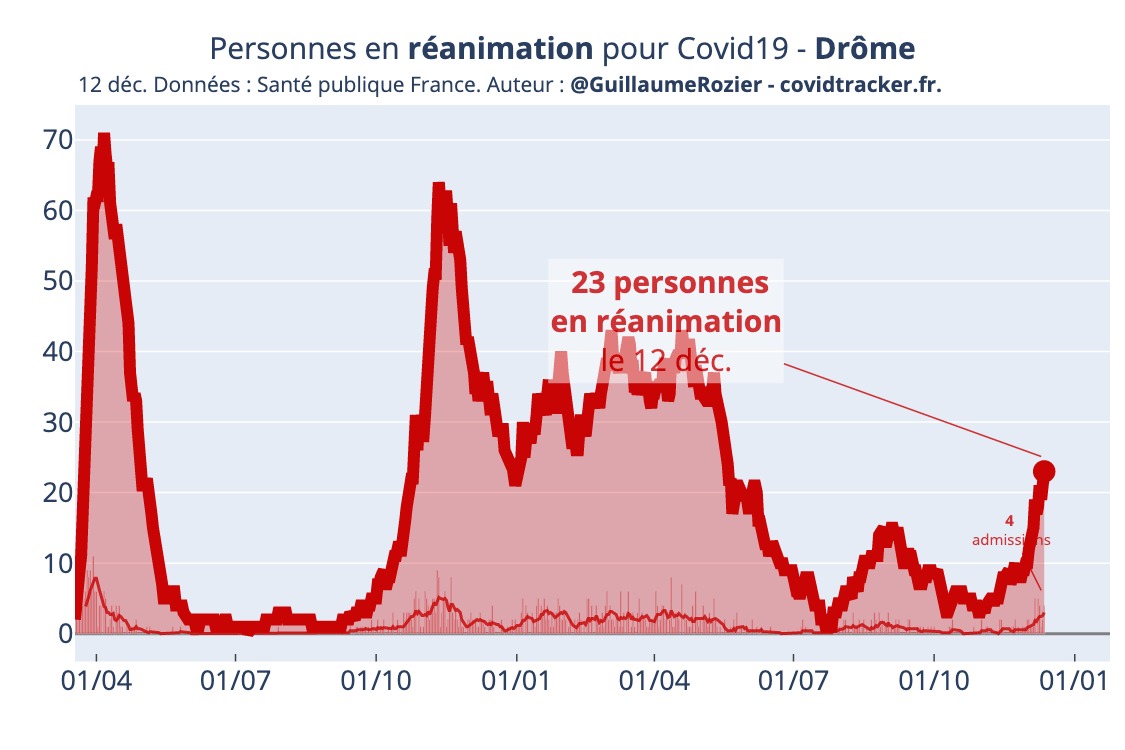 Personnes en réanimation pour Covid19 - Drôme
12 déc. Données : Santé publique France. Auteur : @GuillaumeRozier - covidtracker.fr.
70
60
50
40
30
20
10
0
23 personnes
en réanimation
le 12 déc.
4
admissions
01/04
01/07
01/10
01/01
01/04
01/07
01/10
01/01